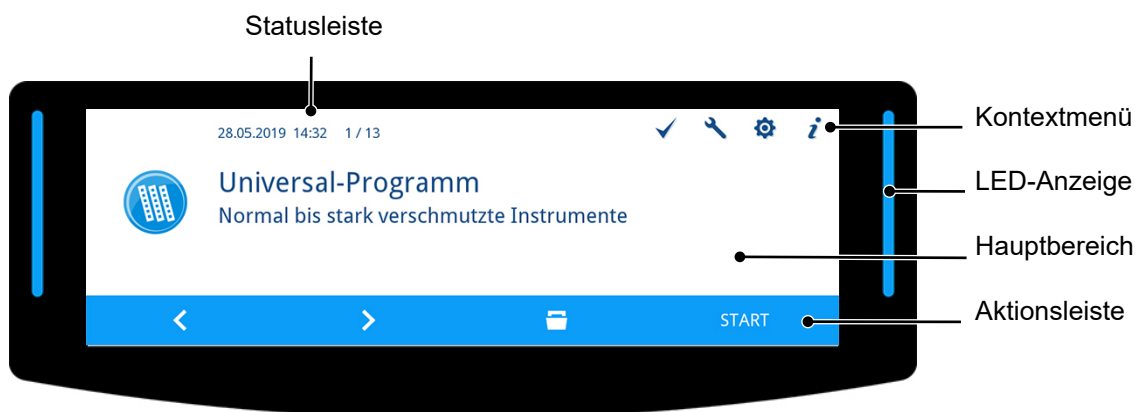 Statusleiste
28.05.2019 14:32 1 / 13
Universal-Programm
Normal bis stark verschmutzte Instrumente
START
Kontextmenü
LED-Anzeige
Hauptbereich
Aktionsleiste